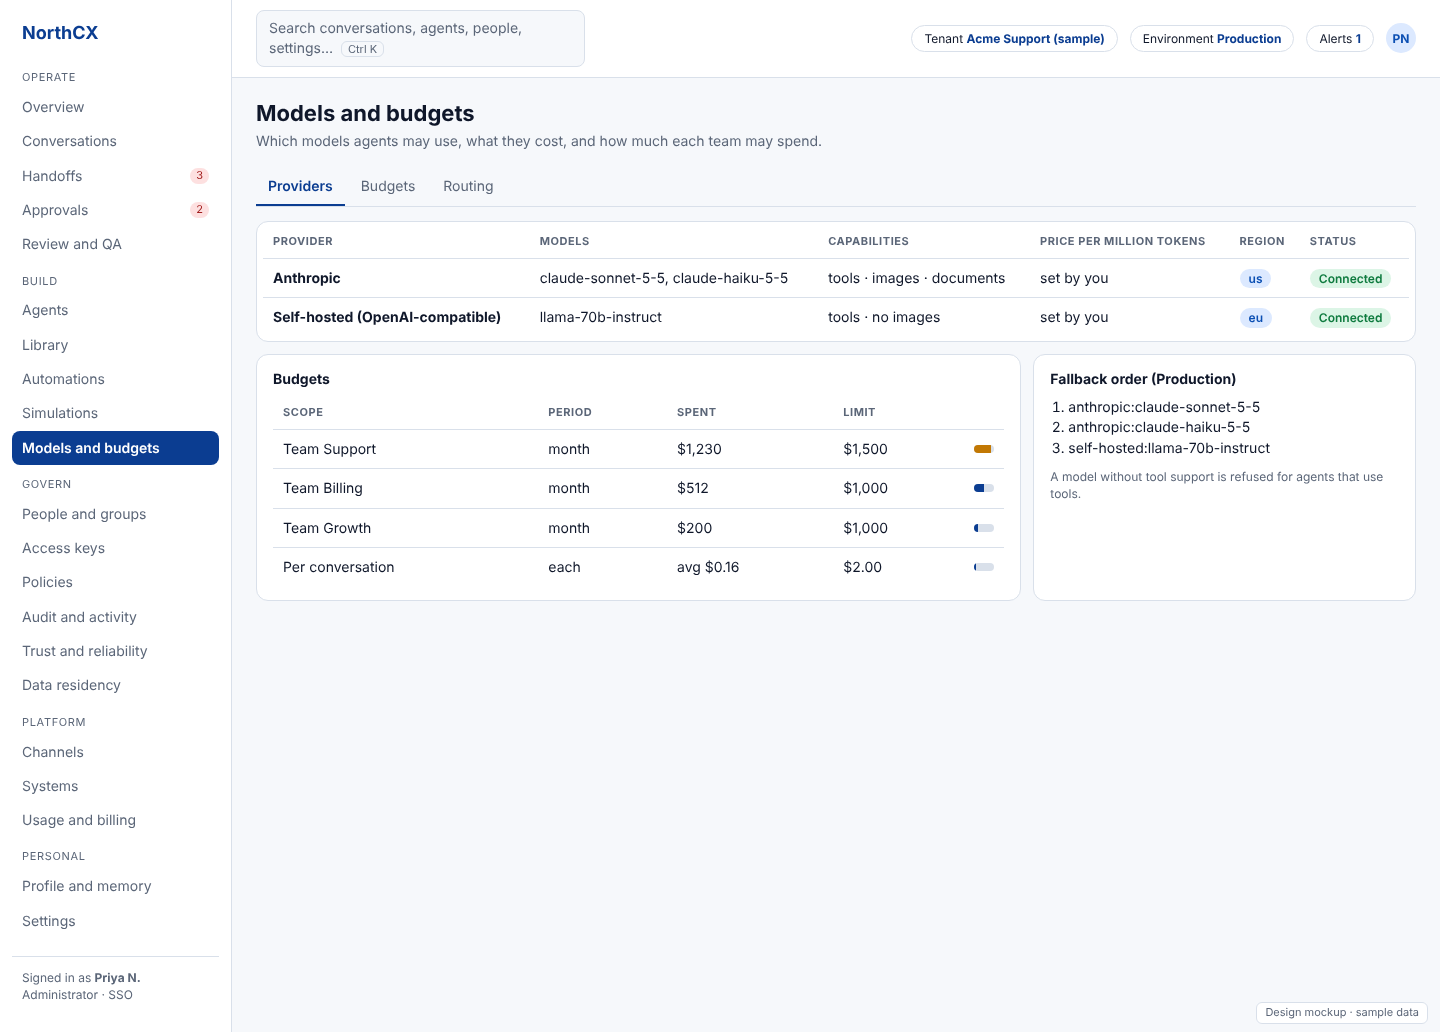 NorthCX
OPERATE
Overview
Conversations
Handoffs 3
Approvals 2
Review and QA
BUILD
Agents
Library
Automations
Simulations
Models and budgets
GOVERN
People and groups
Access keys
Policies
Audit and activity
Trust and reliability
Data residency
PLATFORM
Channels
Systems
Usage and billing
PERSONAL
Profile and memory
Settings
Signed in as Priya N.
Administrator · SSO
Search conversations, agents, people,
settings... Ctrl K
Tenant Acme Support (sample) Environment Production Alerts 1 PN
Models and budgets
Which models agents may use, what they cost, and how much each team may spend.
Providers Budgets Routing
PROVIDER MODELS CAPABILITIES PRICE PER MILLION TOKENS REGION STATUS
Anthropic claude-sonnet-5-5, claude-haiku-5-5 tools · images · documents set by you us Connected
Self-hosted (OpenAI-compatible) llama-70b-instruct tools · no images set by you eu Connected
Budgets
SCOPE PERIOD SPENT LIMIT
Team Support month $1,230 $1,500
Team Billing month $512 $1,000
Team Growth month $200 $1,000
Per conversation each avg $0.16 $2.00
Fallback order (Production)
1. anthropic:claude-sonnet-5-5
2. anthropic:claude-haiku-5-5
3. self-hosted:llama-70b-instruct
A model without tool support is refused for agents that use
tools.
Design mockup · sample data